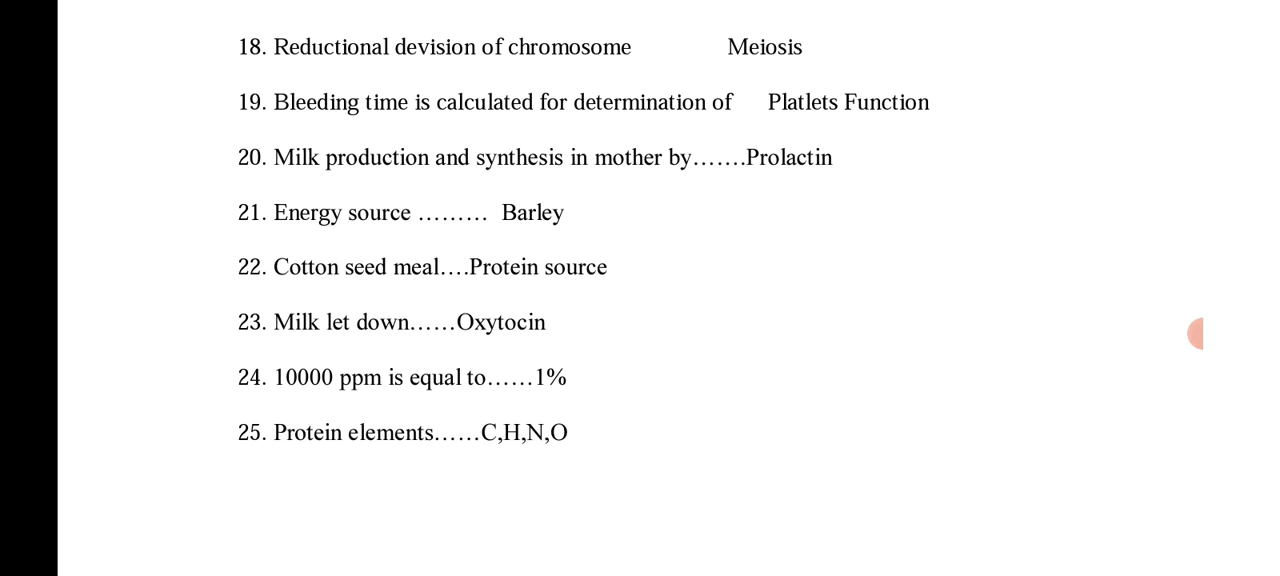 18. Reductional devision of chromosome Meiosis
19. Bleeding time is calculated for determination of Platlets Function
20. Milk production and synthesis in mother by…….Prolactin
21. Energy source ……… Barley
22. Cotton seed meal….Protein source
23. Milk let down……Oxytocin
24. 10000 ppm is equal to……1%
25. Protein elements……C,H,N,O